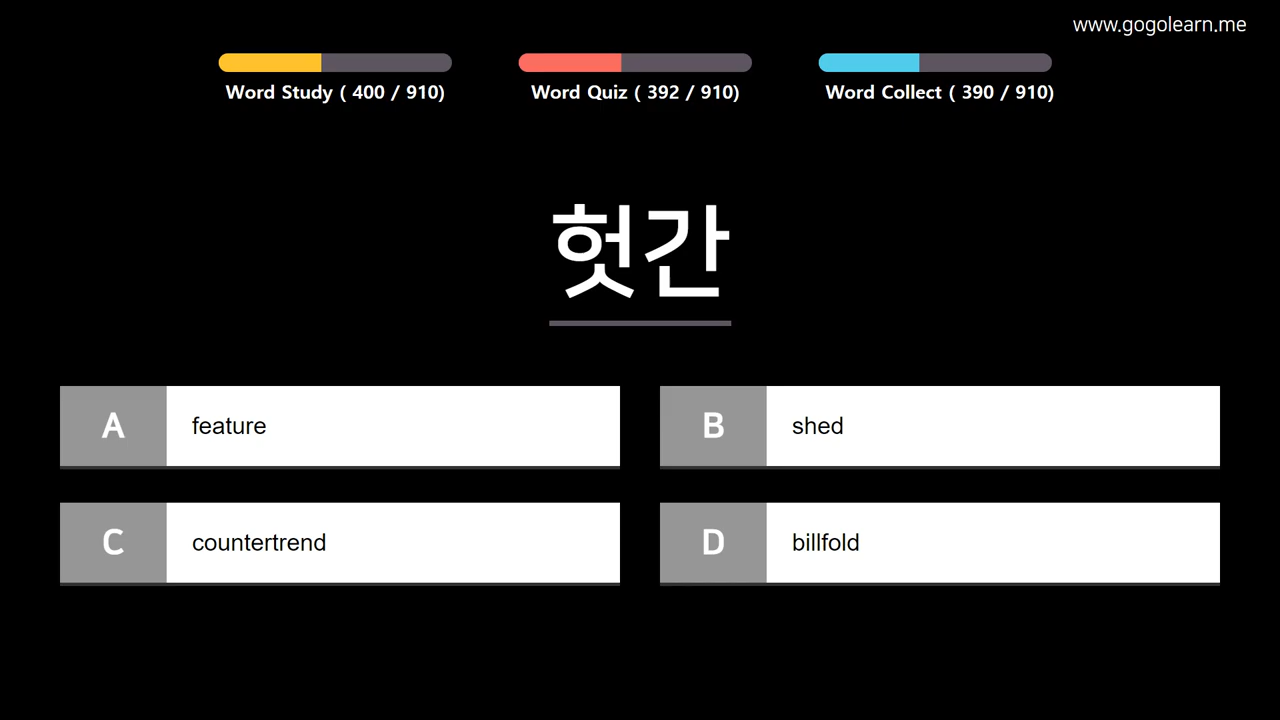 www.gogolearn.me
Word Study ( 400 / 910)
Word Quiz ( 392 / 910)
Word Collect ( 390 / 910)
헛간
A feature
B shed
C countertrend
D billfold